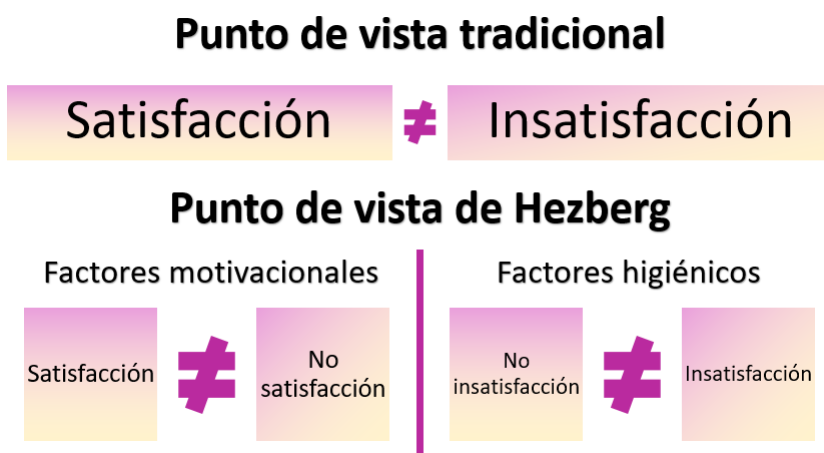 Punto de vista tradicional
Satisfacción ≠ Insatisfacción
Punto de vista de Hezberg
Factores motivacionales
Factores higiénicos
Satisfacción
≠
No
satisfacción
No
insatisfacción
≠
Insatisfacción